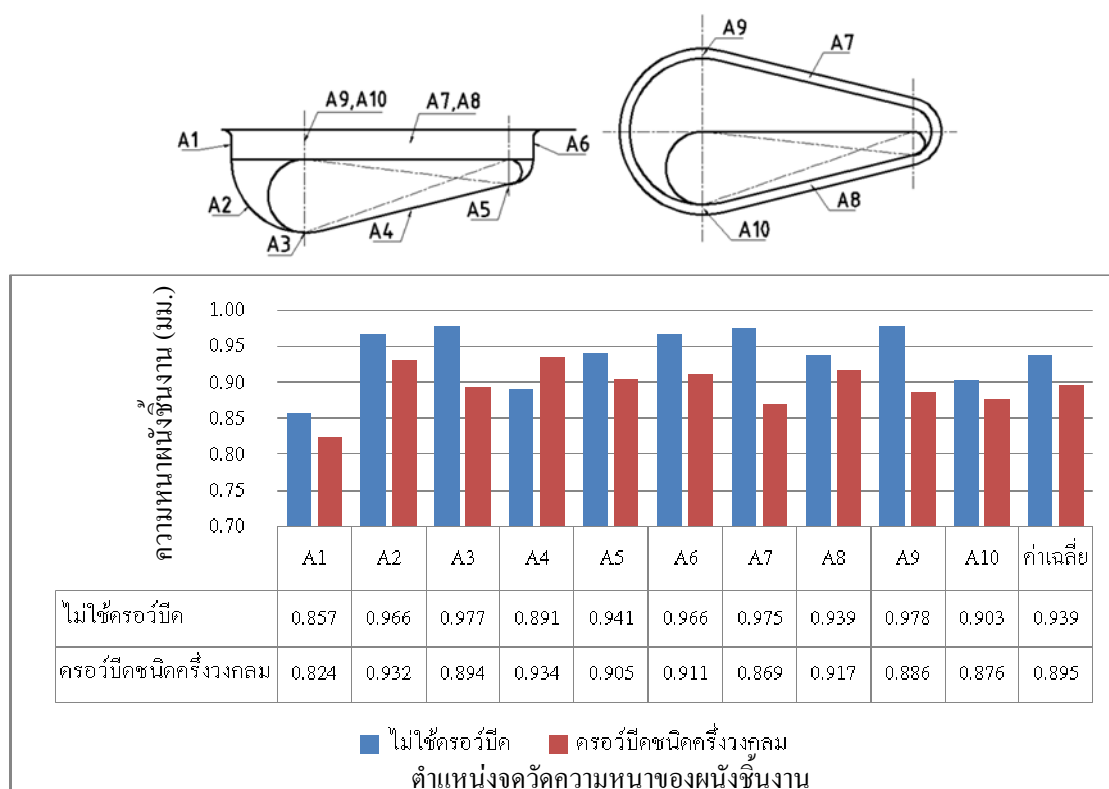 A9
A7
A9,A10
A7,A8
A1
A6
A2
A5
A4
A3
A8
A10
ความหนาผนังชิ้นงาน (มม.)
1.00
0.95
0.90
0.85
0.80
0.75
0.70
A1 A2 A3 A4 A5 A6 A7 A8 A9 A10 ค่าเฉลี่ย
ไม่ใช้ดรอว์บีด 0.857 0.966 0.977 0.891 0.941 0.966 0.975 0.939 0.978 0.903 0.939
ดรอว์บีดชนิดครึ่งวงกลม 0.824 0.932 0.894 0.934 0.905 0.911 0.869 0.917 0.886 0.876 0.895
ไม่ใช้ดรอว์บีด ดรอว์บีดชนิดครึ่งวงกลม
ตำแหน่งจุดวัดความหนาของผนังชิ้นงาน